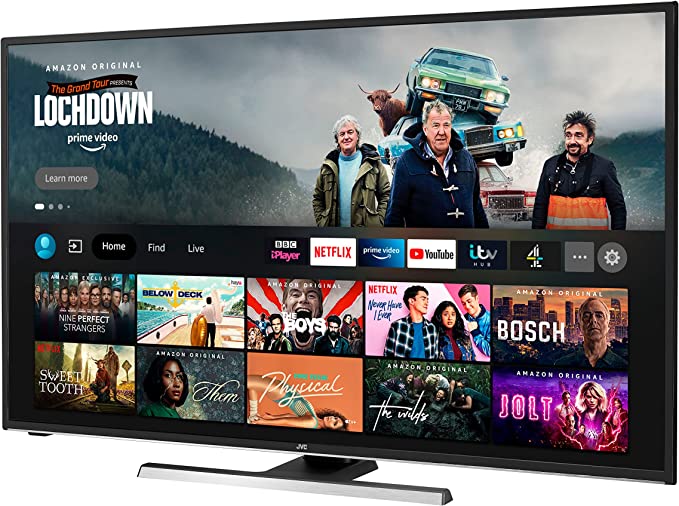 AMAZON ORIGINAL
The Grand Tour PRESENTS
LOCHDOWN
prime video
Learn more
Home
Find
Live
BBC
iPlayer
NETFLIX
prime video
YouTube
itv
HUB
4
AMAZON EXCLUSIVE
NINE PERFECT
STRANGERS
hayu
BELOW DECK
AMAZON ORIGINAL
THE
BOYS
NETFLIX
Never Have
I Ever
AMAZON ORIGINAL
BOSCH
NETFLIX
SWEET
TOOTH
AMAZON ORIGINAL
Them
Physical
AMAZON ORIGINAL
the wilds
AMAZON ORIGINAL
JOLT
JVC